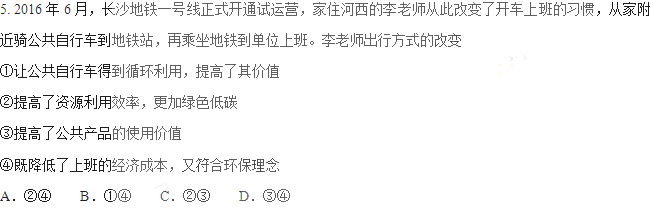 5. 2016 年 6 月，长沙地铁一号线正式开通试运营，家住河西的李老师从此改变了开车上班的习惯，从家附
近骑公共自行车到地铁站，再乘坐地铁到单位上班。李老师出行方式的改变
①让公共自行车得到循环利用，提高了其价值
②提高了资源利用效率，更加绿色低碳
③提高了公共产品的使用价值
④既降低了上班的经济成本，又符合环保理念
A．②④ B．①④ C．②③ D．③④